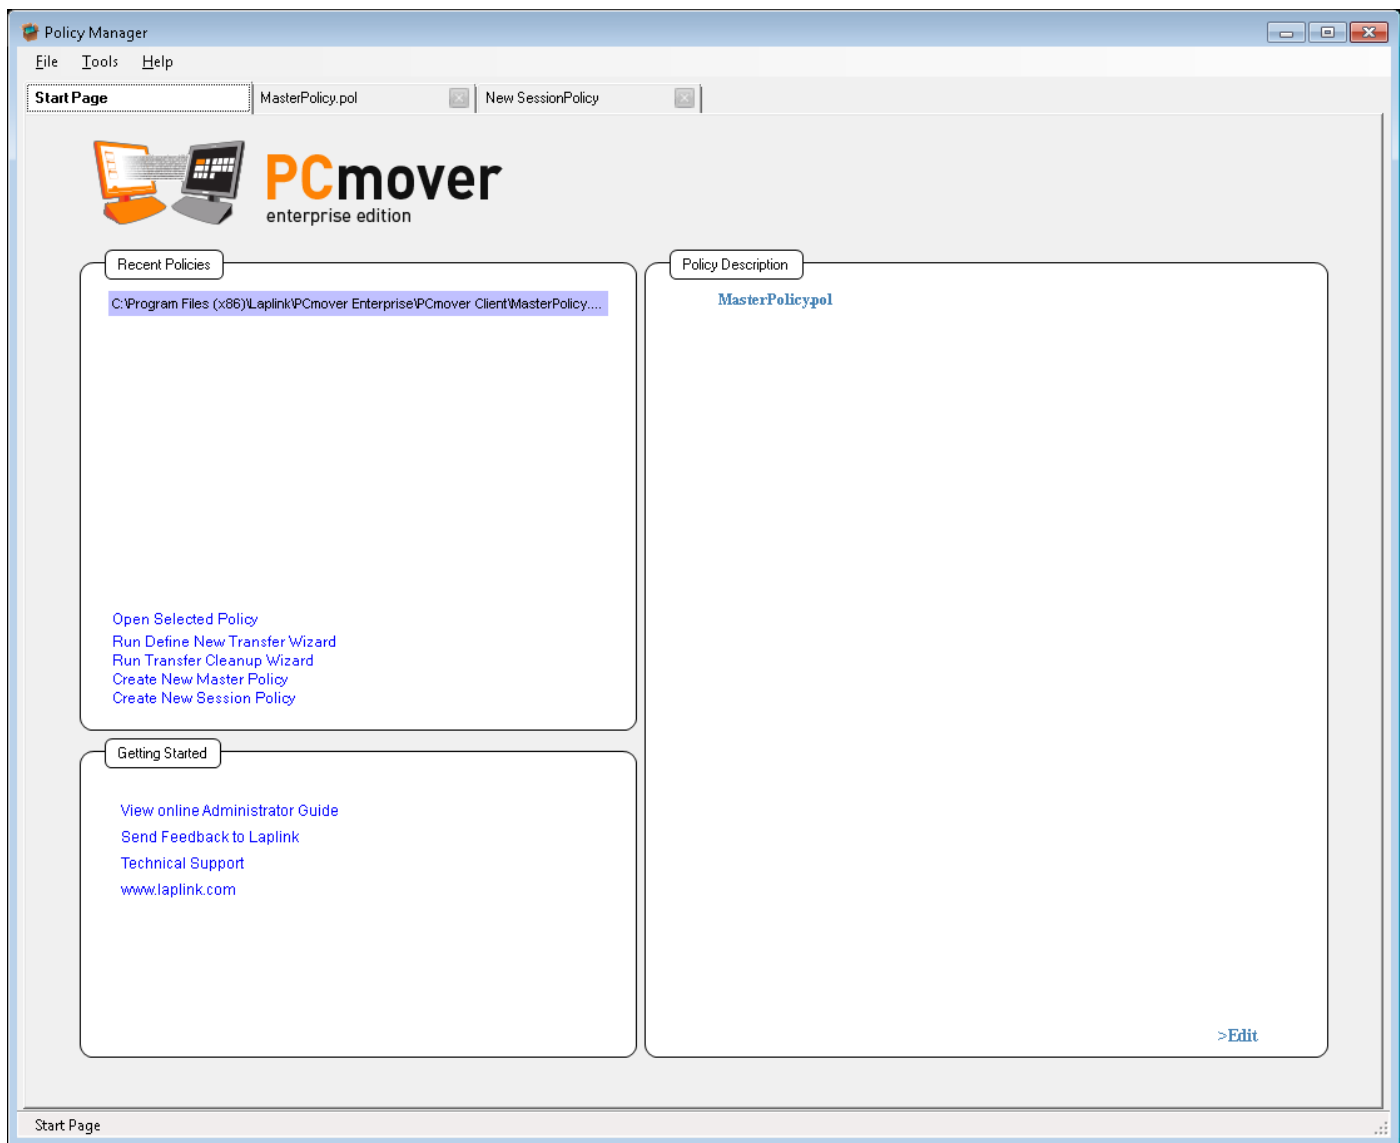 Policy Manager
File Tools Help
Start Page MasterPolicy.pol New SessionPolicy
PCmover
enterprise edition
Recent Policies
C:\Program Files (x86)\Laplink\PCmover Enterprise\PCmover Client\MasterPolicy....
Open Selected Policy
Run Define New Transfer Wizard
Run Transfer Cleanup Wizard
Create New Master Policy
Create New Session Policy
Getting Started
View online Administrator Guide
Send Feedback to Laplink
Technical Support
www.laplink.com
Policy Description
MasterPolicy.pol
>Edit
Start Page